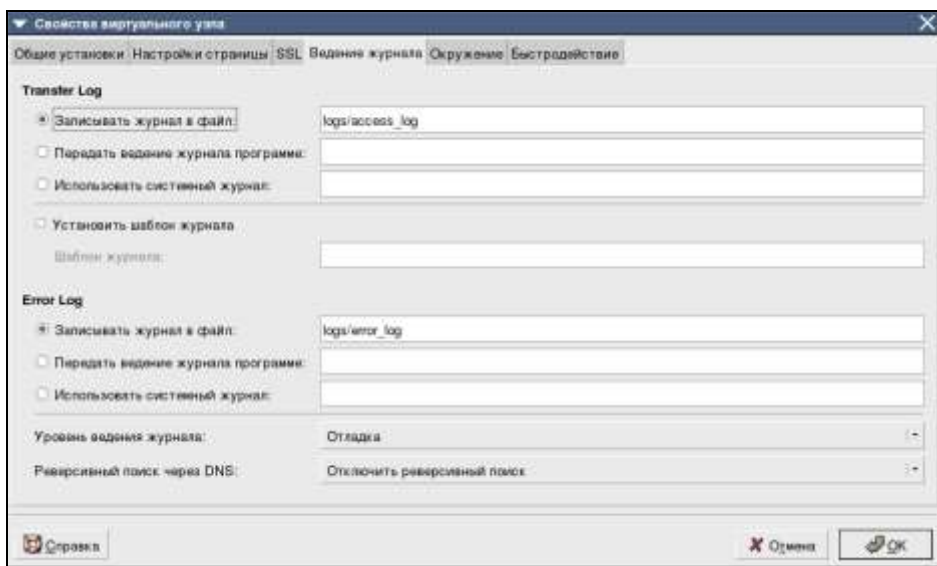 Свойства виртуального узла
Общие установки Настройки страницы SSL Ведение журнала Окружение Быстродействие
Transfer Log
Записывать журнал в файл: logs/access_log
Передать ведение журнала программе:
Использовать системный журнал:
Установить шаблон журнала
Шаблон журнала:
Error Log
Записывать журнал в файл: logs/error_log
Передать ведение журнала программе:
Использовать системный журнал:
Уровень ведения журнала: Отладка
Реверсивный поиск через DNS: Отключить реверсивный поиск
Справка Отмена OK